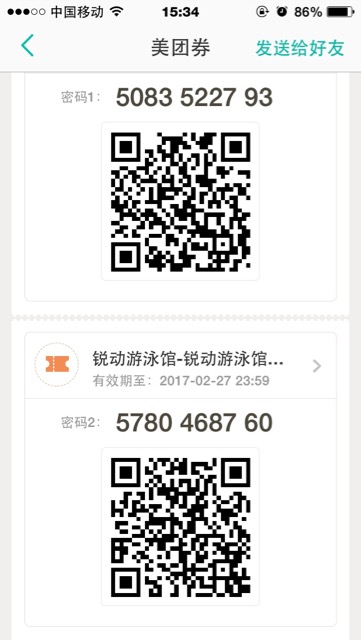 中国移动 15:34 86%
美团券 发送给好友
密码1: 5083 5227 93
锐动游泳馆-锐动游泳馆...
有效期至: 2017-02-27 23:59
密码2: 5780 4687 60